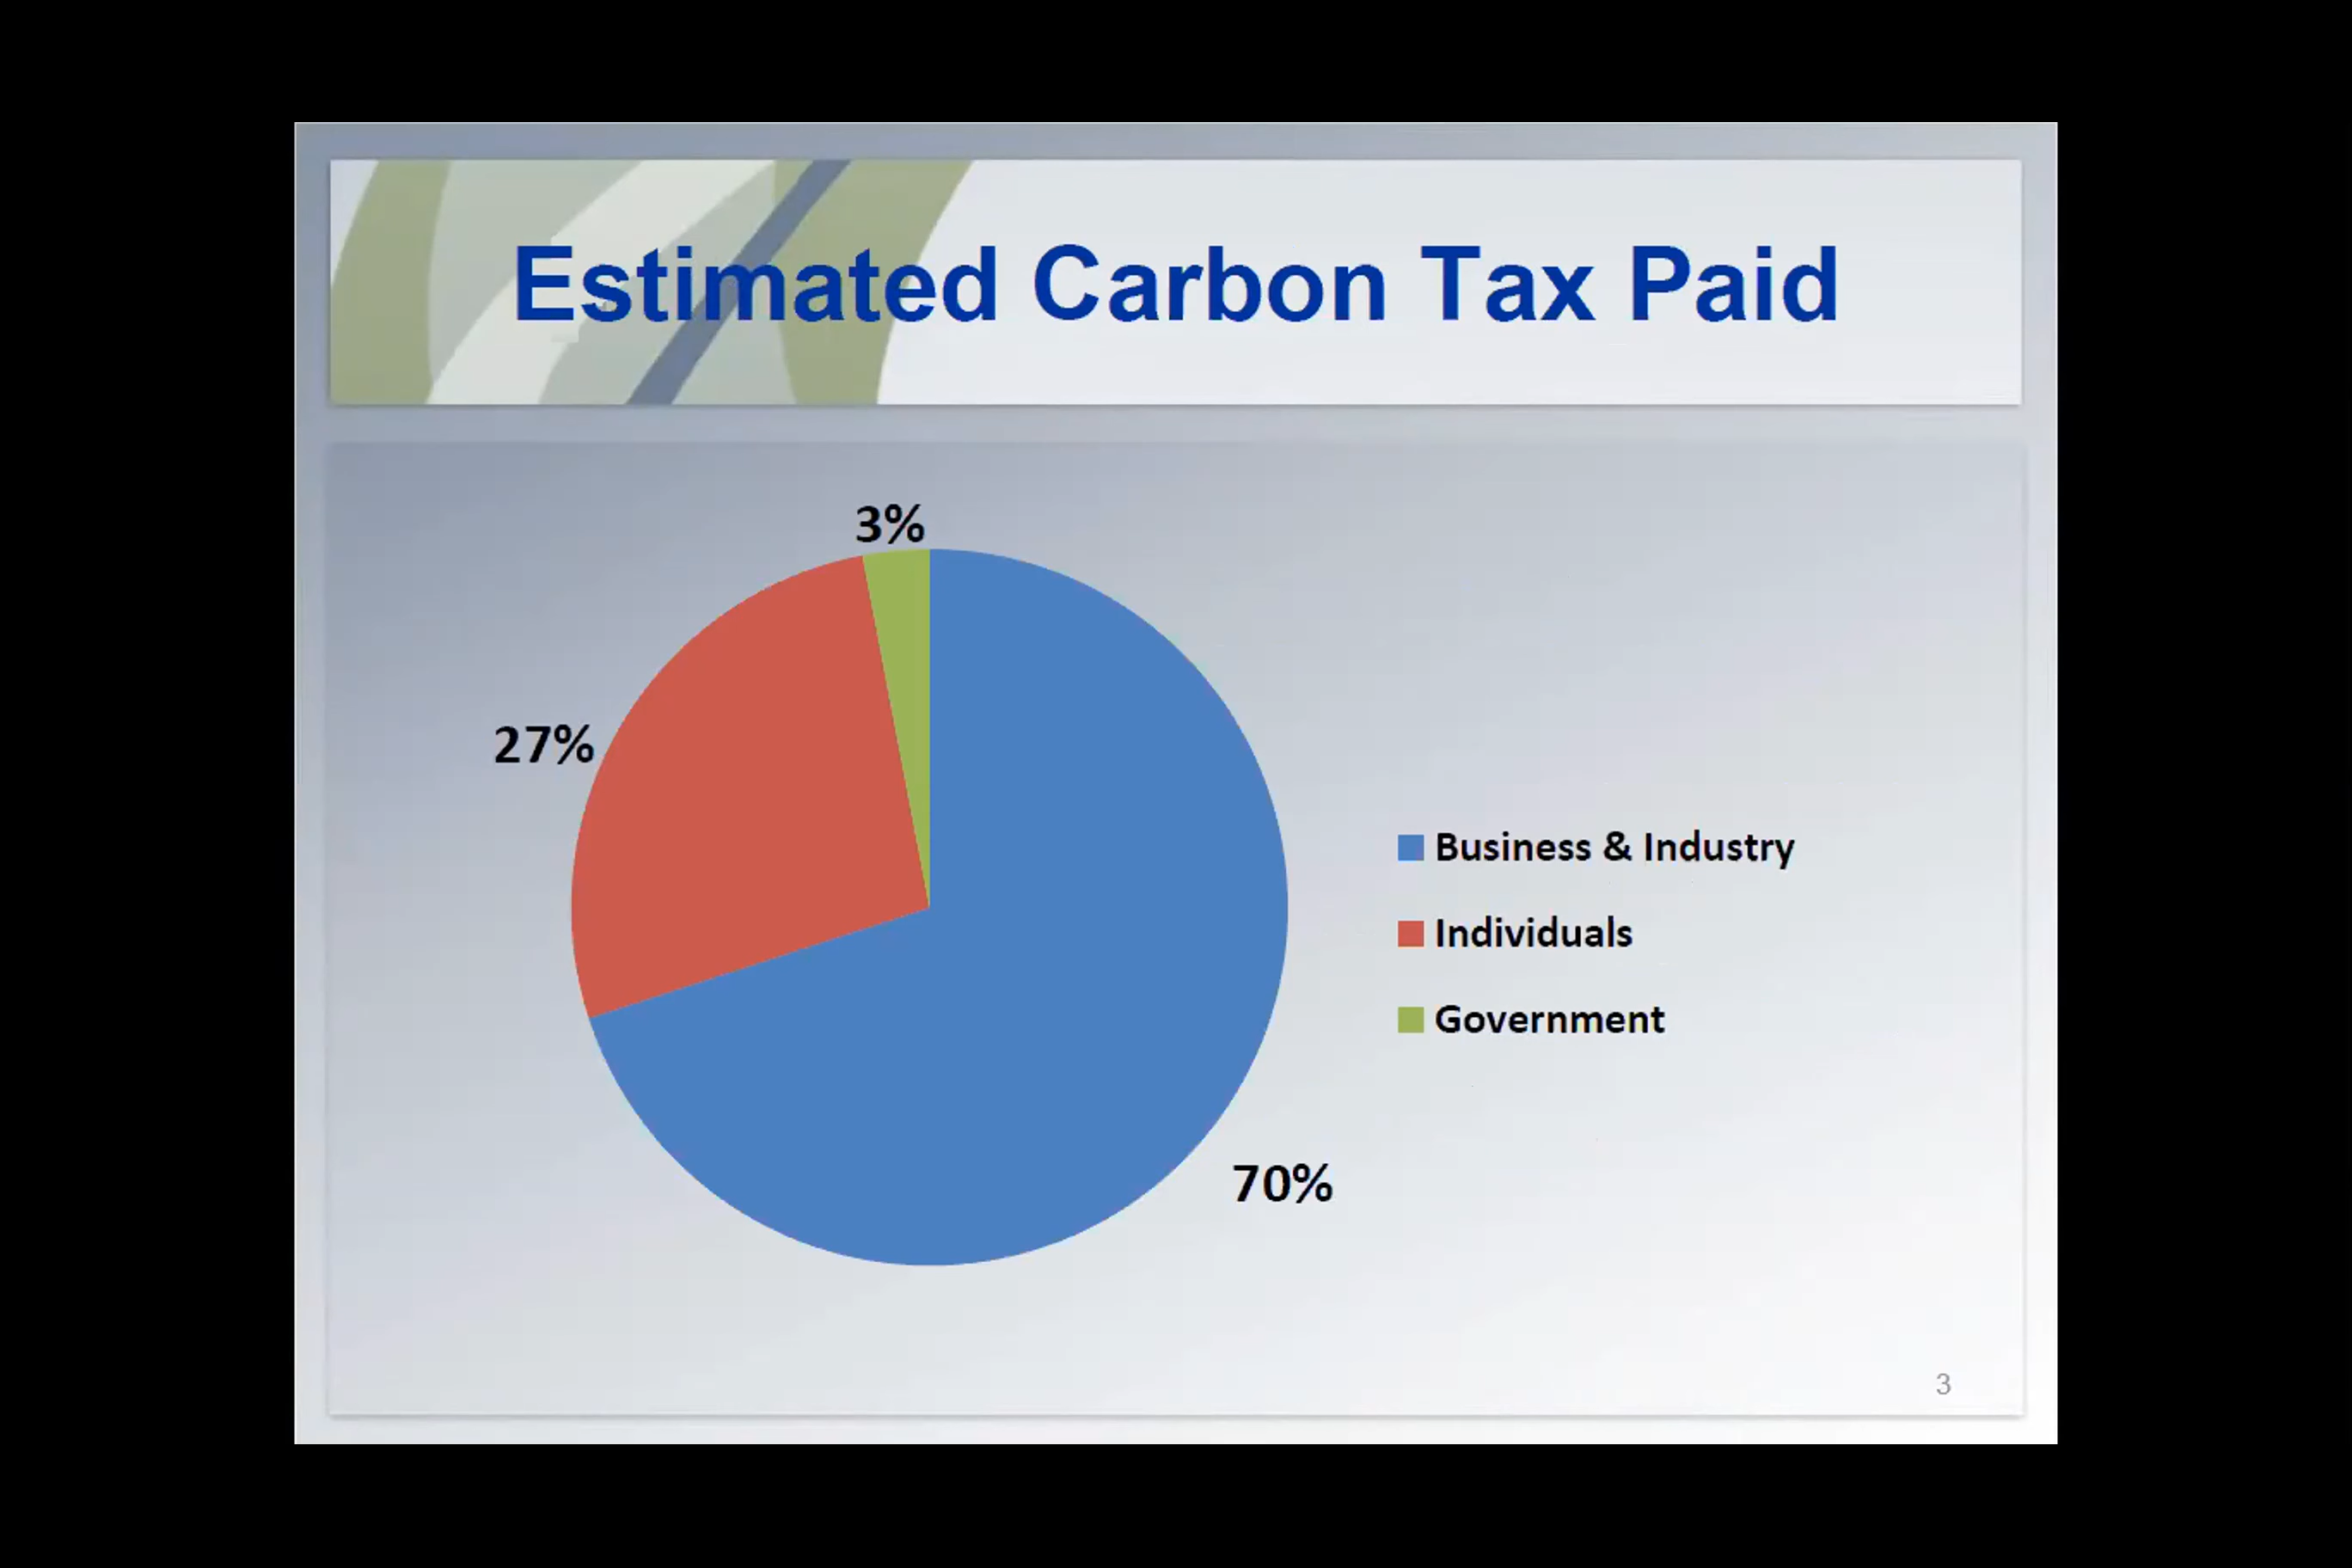 Estimated Carbon Tax Paid
3%
27%
Business & Industry
Individuals
Government
70%
3